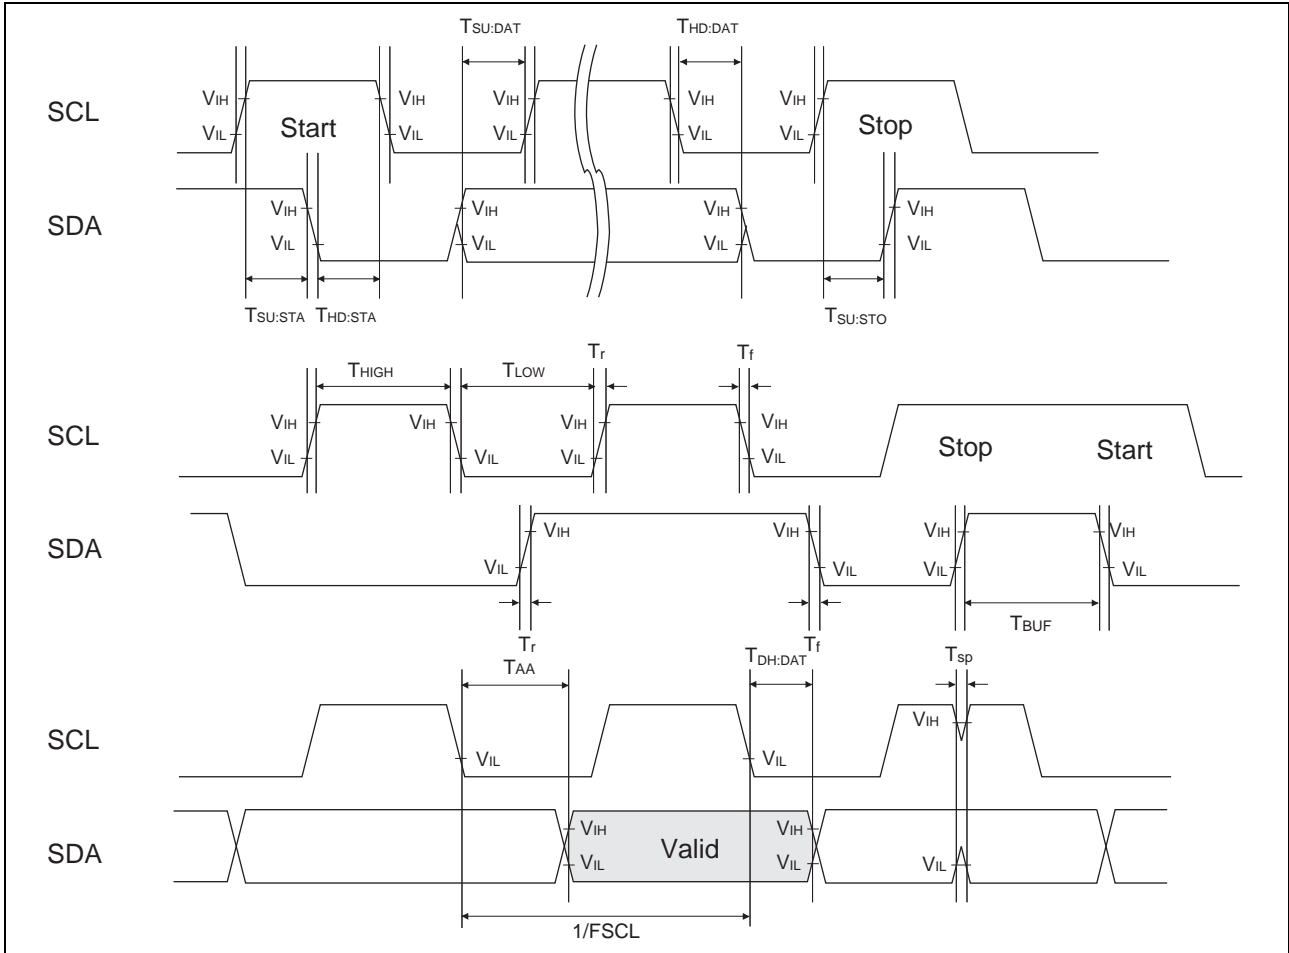 TSU:DAT THD:DAT
SCL VIH VIH VIH VIH VIH
VIL Start VIL VIL VIL VIL Stop
SDA VIH VIH VIH VIH
VIL VIL VIL VIL
TSU:STA THD:STA TSU:STO
THIGH TLOW Tr Tf
SCL VIH VIH VIH VIH
VIL VIL VIL VIL Stop Start
SDA VIH VIH VIH VIH
VIL VIL VIL VIL
Tr Tf TBUF
TAA TDH:DAT Tsp
SCL VIH
VIL VIL
SDA VIH Valid VIH
VIL VIL VIL
1/FSCL